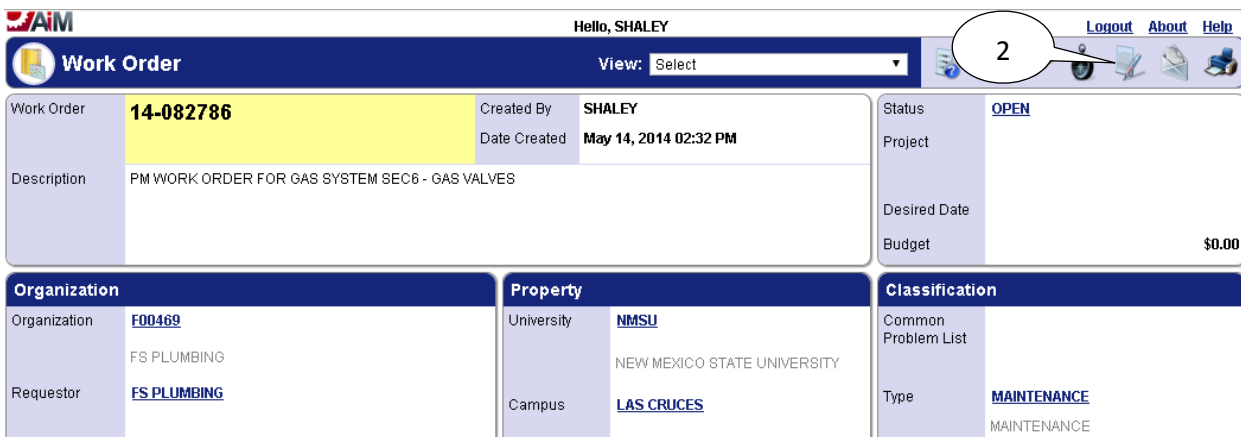 AiM
Hello, SHALEY
Logout About Help
Work Order
View: Select
2
Work Order 14-082786
Created By SHALEY
Date Created May 14, 2014 02:32 PM
Description PM WORK ORDER FOR GAS SYSTEM SEC6 - GAS VALVES
Status OPEN
Project
Desired Date
Budget $0.00
Organization
Organization F00469
FS PLUMBING
Requestor FS PLUMBING
Property
University NMSU
NEW MEXICO STATE UNIVERSITY
Campus LAS CRUCES
Classification
Common
Problem List
Type MAINTENANCE
MAINTENANCE